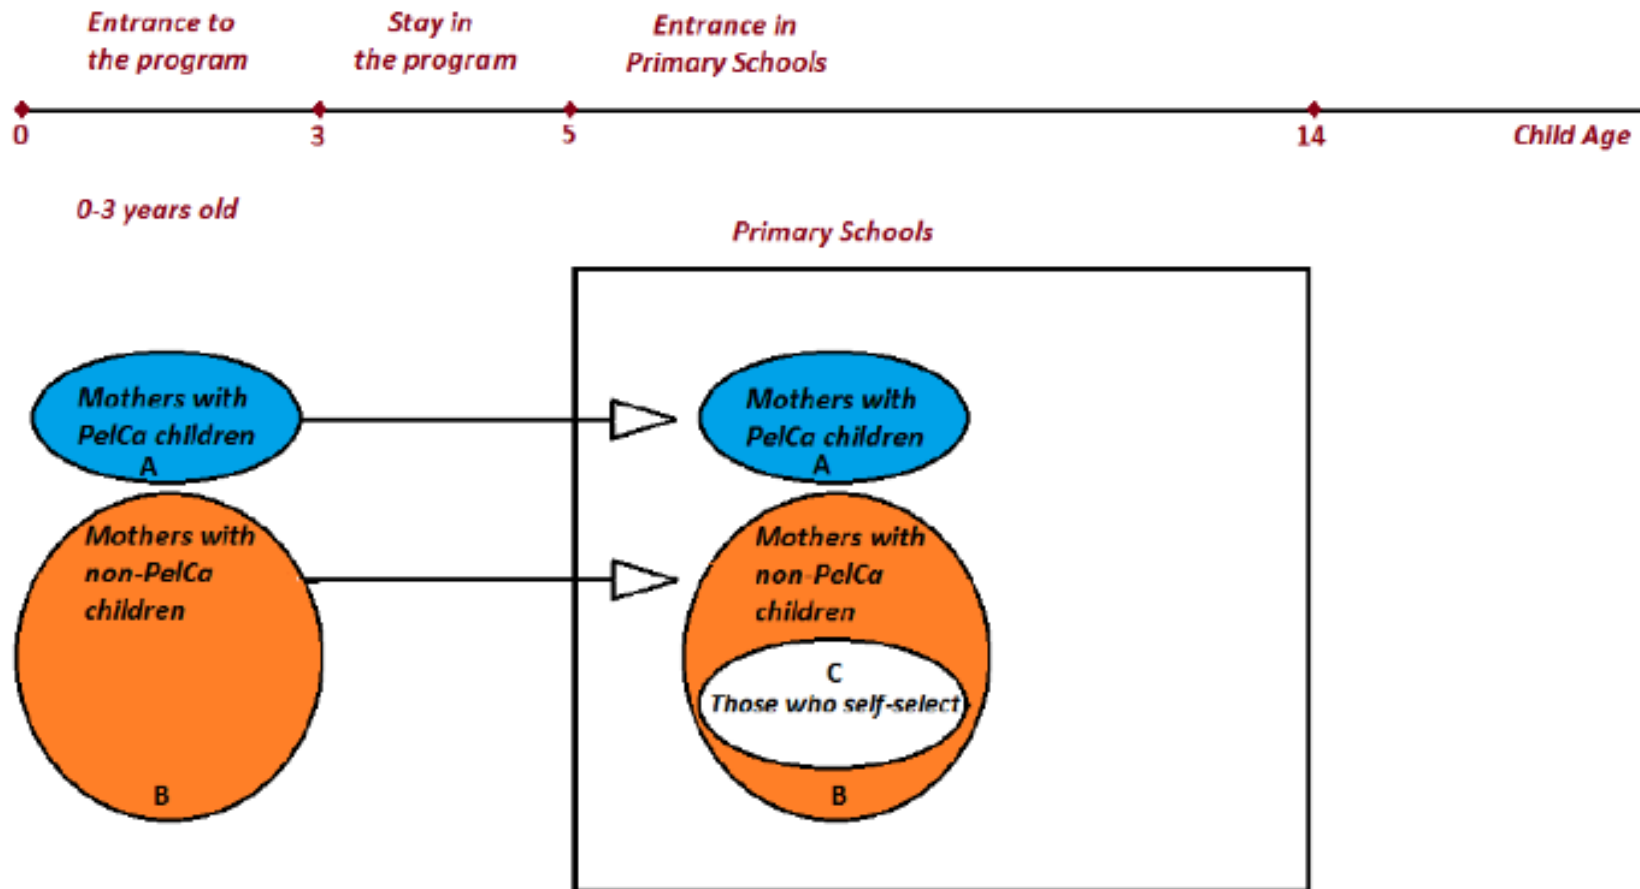 Entrance to
the program
Stay in
the program
Entrance in
Primary Schools
0
3
5
14
Child Age
0-3 years old
Primary Schools
Mothers with
PelCa children
A
Mothers with
PelCa children
A
Mothers with
non-PelCa
children
B
Mothers with
non-PelCa
children
C
Those who self-select
B